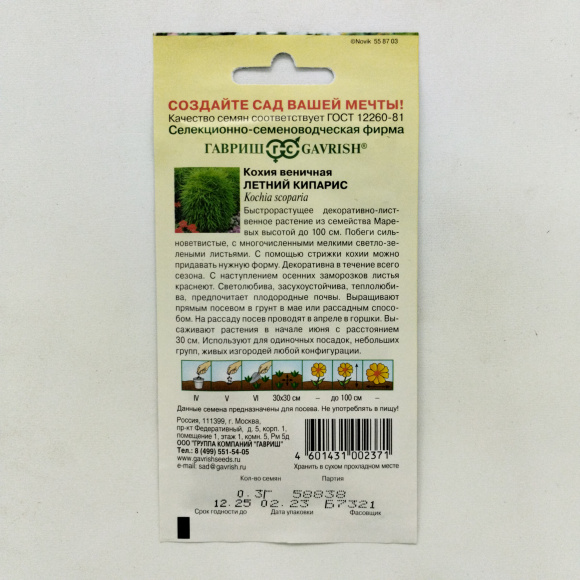 ©Novik 55 87 03
СОЗДАЙТЕ САД ВАШЕЙ МЕЧТЫ!
Качество семян соответствует ГОСТ 12260-81
Селекционно-семеноводческая фирма
ГАВРИШ GAVRISH®
Кохия веничная
ЛЕТНИЙ КИПАРИС
Kochia scoparia
Быстрорастущее декоративно-лист-
венное растение из семейства Маре-
вых высотой до 100 см. Побеги силь-
новетвистые, с многочисленными мелкими светло-зе-
леными листьями. С помощью стрижки кохии можно
придавать нужную форму. Декоративна в течение всего
сезона. С наступлением осенних заморозков листья
краснеют. Светолюбива, засухоустойчива, теплолюби-
ва, предпочитает плодородные почвы. Выращивают
прямым посевом в грунт в мае или рассадным спосо-
бом. На рассаду посев проводят в апреле в горшки. Вы-
саживают растения в начале июня с расстоянием
30 см. Используют для одиночных посадок, небольших
групп, живых изгородей любой конфигурации.
IV V VI 30х30 см – до 100 см –
Данные семена предназначены для посева. Не употреблять в пищу!
Россия, 111399, г. Москва,
пр-кт Федеративный, д. 5, корп. 1,
помещение 1, этаж 1, комн. 5, Рм 5д
ООО "ГРУППА КОМПАНИЙ "ГАВРИШ"
Тел.: 8 (499) 551-54-05
www.gavrishseeds.ru
e-mail: sad@gavrish.ru
4 601431 002371
Хранить в сухом прохладном месте
Кол-во семян Партия
0.3Г 58838
12.25 02.23 Б7321
Срок годности до Дата упаковки Фасовщик